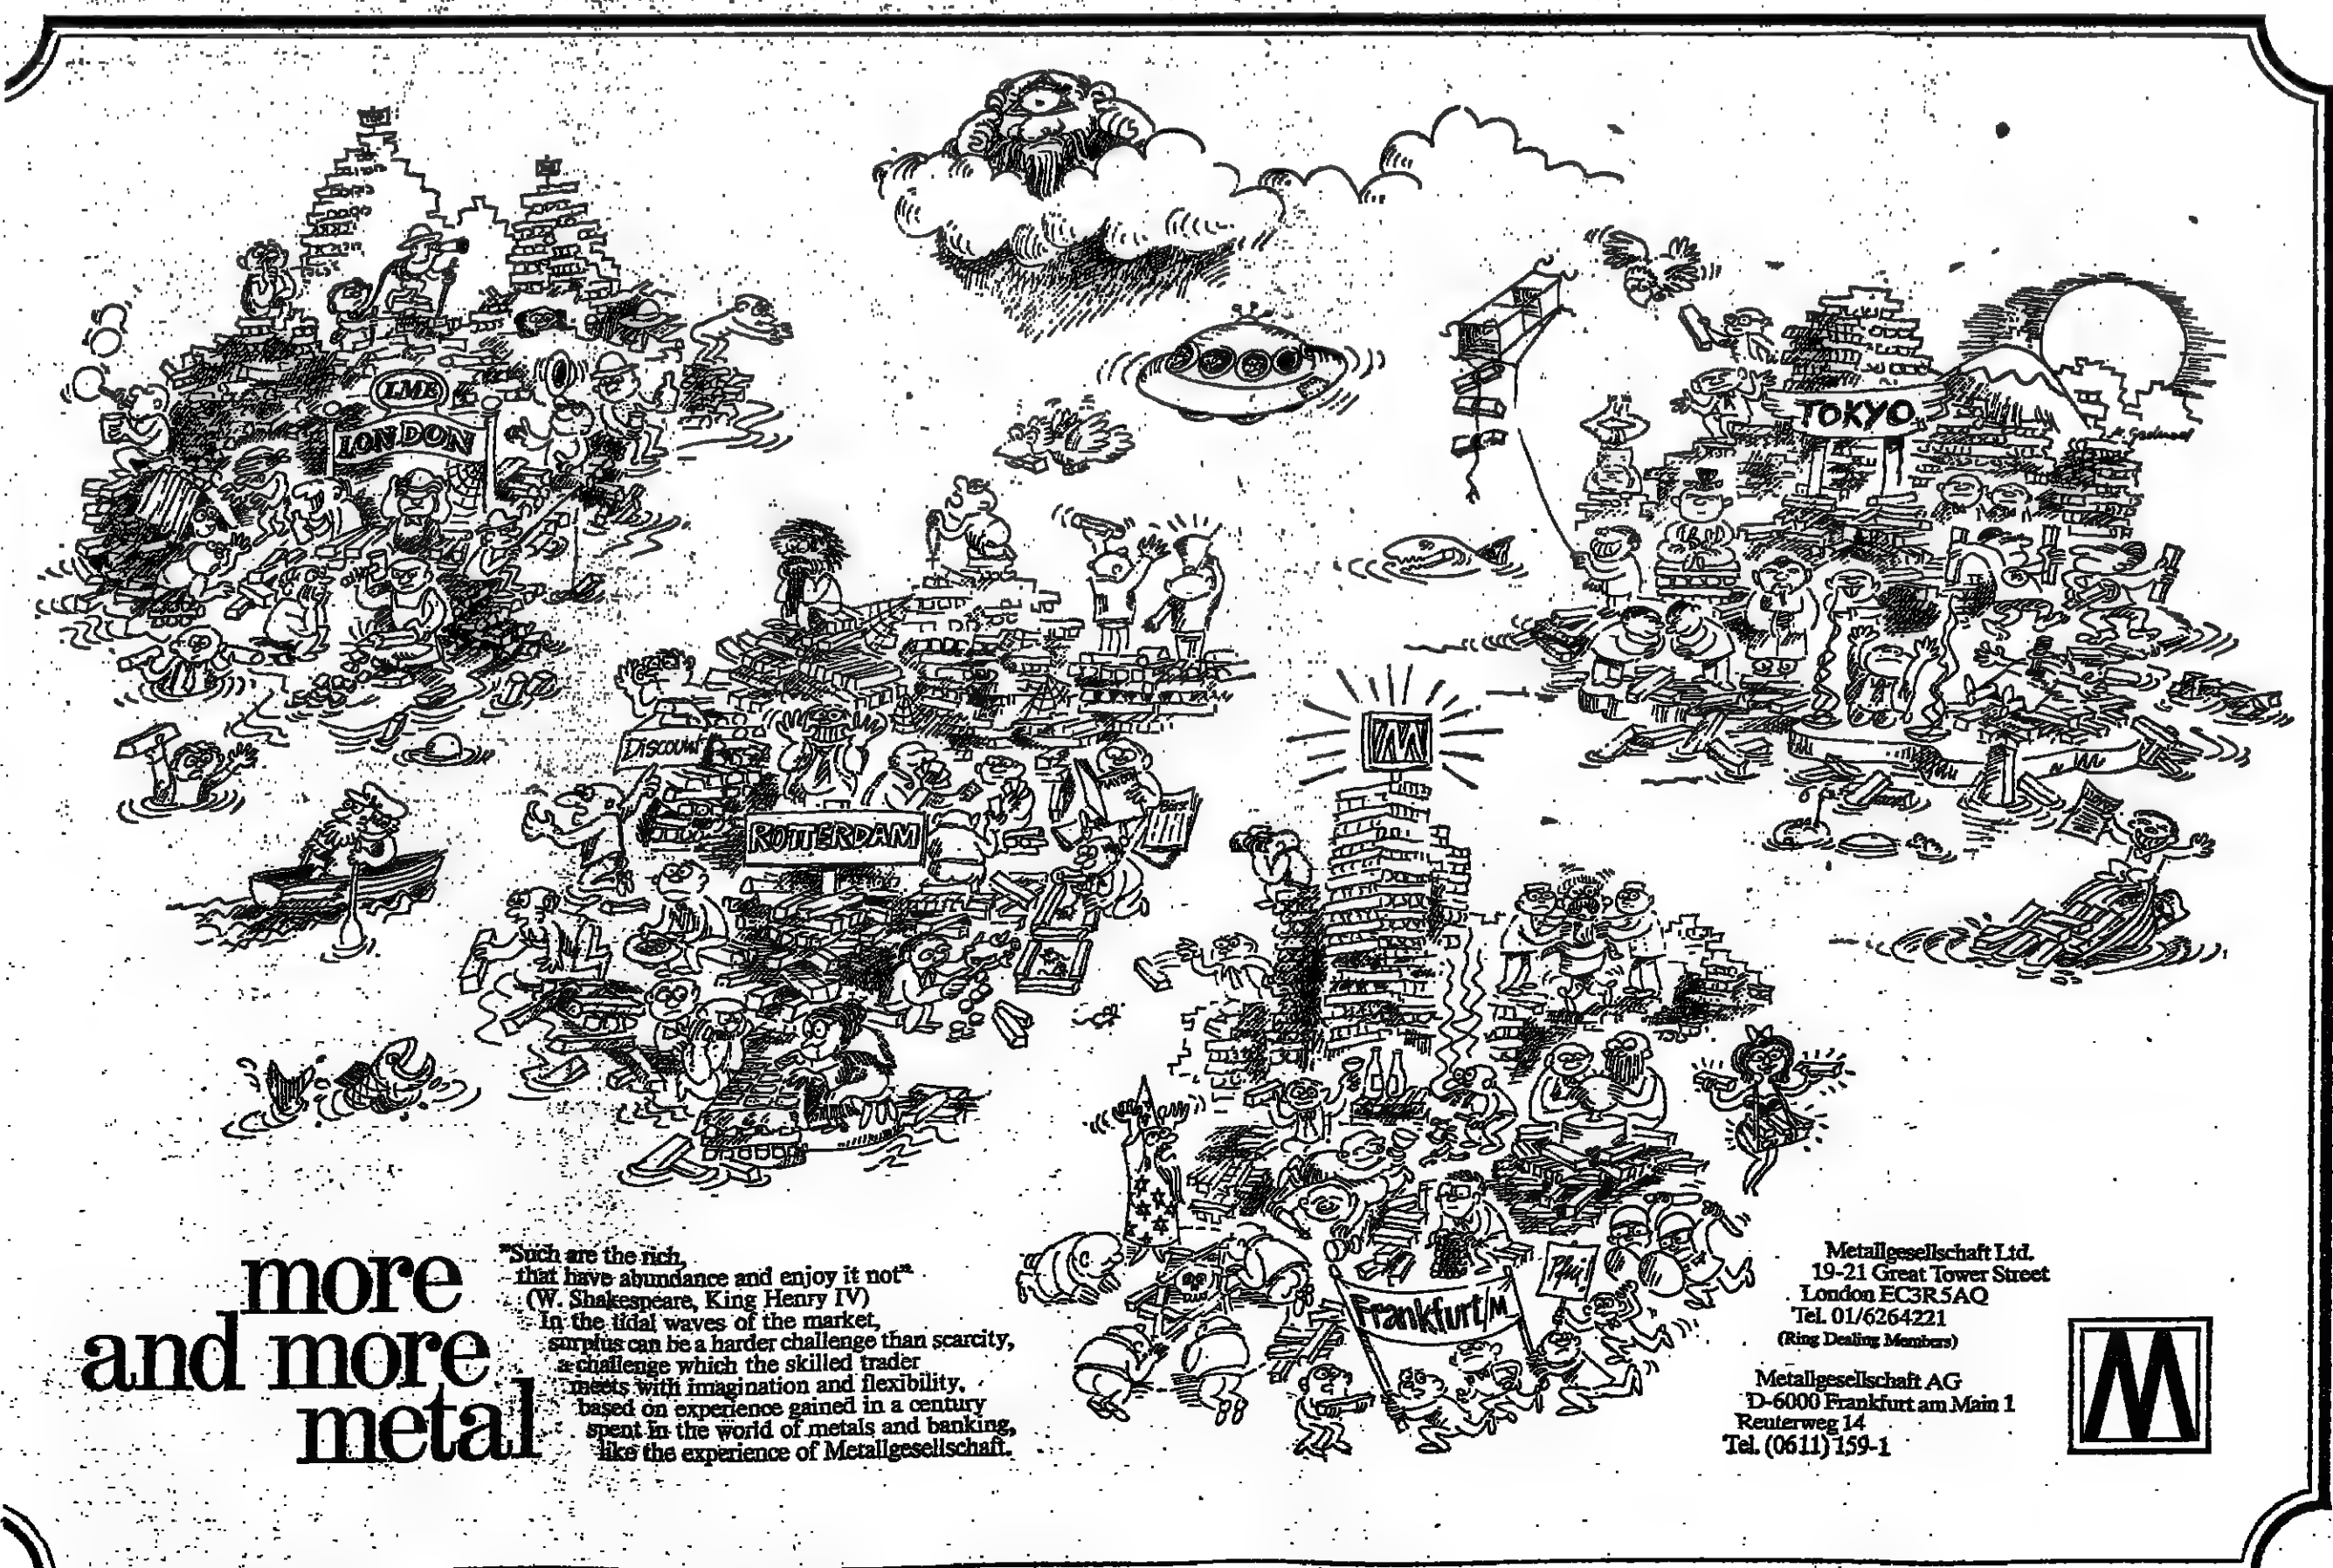 LME
LONDON
TOKYO
Discount
ROTTERDAM
Börse
M
Phui
Frankfurt/M
more
and more
metal
"Such are the rich,
that have abundance and enjoy it not"
(W. Shakespeare, King Henry IV)
In the tidal waves of the market,
surplus can be a harder challenge than scarcity,
a challenge which the skilled trader
meets with imagination and flexibility,
based on experience gained in a century
spent in the world of metals and banking,
like the experience of Metallgesellschaft.
Metallgesellschaft Ltd.
19-21 Great Tower Street
London EC3R5AQ
Tel. 01/6264221
(Ring Dealing Members)
Metallgesellschaft AG
D-6000 Frankfurt am Main 1
Reuterweg 14
Tel. (0611) 159-1
M